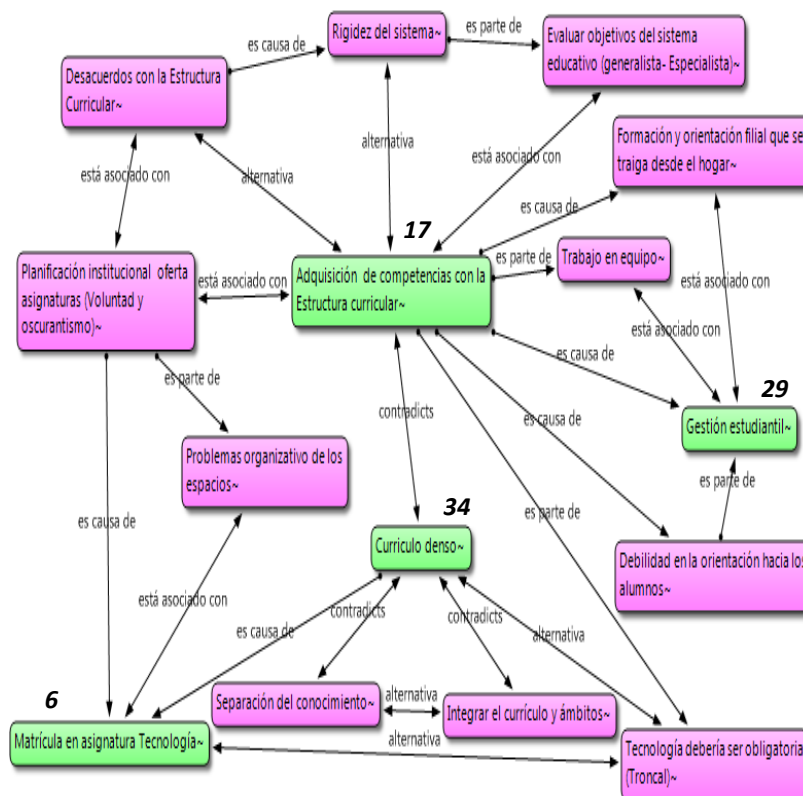 Rigidez del sistema~
es causa de
es parte de
Evaluar objetivos del sistema
educativo (generalista- Especialista)~
Desacuerdos con la Estructura
Curricular~
alternativa
Formación y orientación filial que se
traiga desde el hogar~
está asociado con
está asociado con
alternativa
es causa de
17
Planificación institucional oferta
asignaturas (Voluntad y
oscurantismo)~
está asociado con
Adquisición de competencias con la
Estructura curricular~
es parte de
Trabajo en equipo~
está asociado con
está asociado con
es causa de
29
Gestión estudiantil~
es parte de
contradicts
es causa de
es parte de
Problemas organizativo de los
espacios~
es causa de
es parte de
34
Curriculo denso~
Debilidad en la orientación hacia los
alumnos~
está asociado con
es causa de
contradicts
contradicts
alternativa
6
Separación del conocimiento~
alternativa
Integrar el currículo y ámbitos~
Matrícula en asignatura Tecnología~
alternativa
Tecnología debería ser obligatoria
(Troncal)~